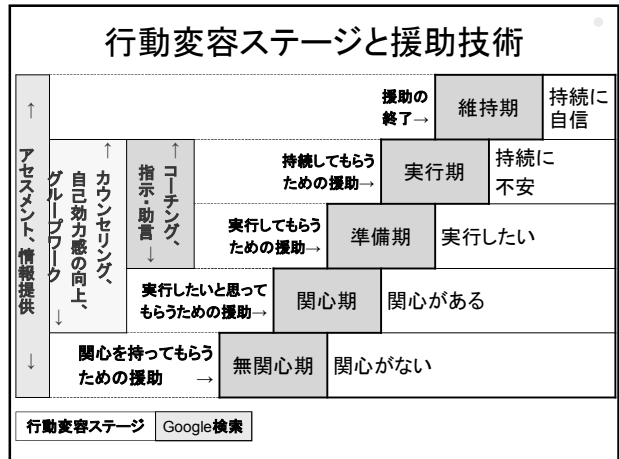 行動変容ステージと援助技術
↑
アセスメント、情報提供
↓
↑
カウンセリング、
自己効力感の向上、
グループワーク
↓
↑
コーチング、
指示・助言
↓
援助の
終了→
維持期
持続に
自信
持続してもらう
ための援助→
実行期
持続に
不安
実行してもらう
ための援助→
準備期
実行したい
実行したいと思って
もらうための援助→
関心期
関心がある
関心を持ってもらう
ための援助 →
無関心期
関心がない
行動変容ステージ
Google検索